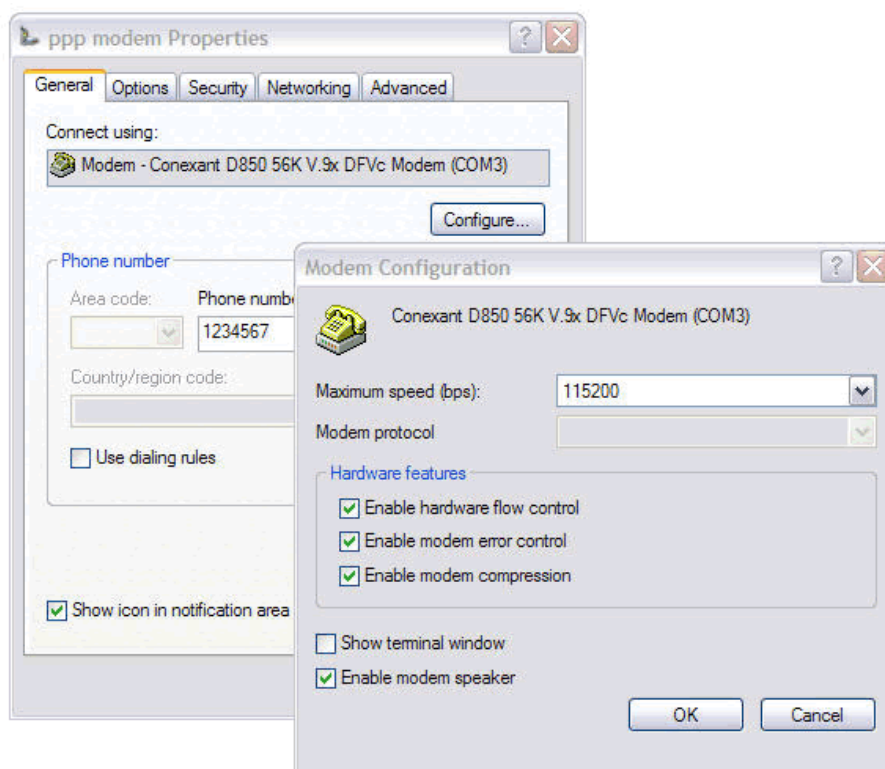 ppp modem Properties
General Options Security Networking Advanced
Connect using:
Modem - Conexant D850 56K V.9x DFVc Modem (COM3)
Configure...
Phone number
Area code:
1234567
Country/region code:
Use dialing rules
Show icon in notification area
Modem Configuration
Conexant D850 56K V.9x DFVc Modem (COM3)
Maximum speed (bps): 115200
Modem protocol
Hardware features
Enable hardware flow control
Enable modem error control
Enable modem compression
Show terminal window
Enable modem speaker
OK Cancel